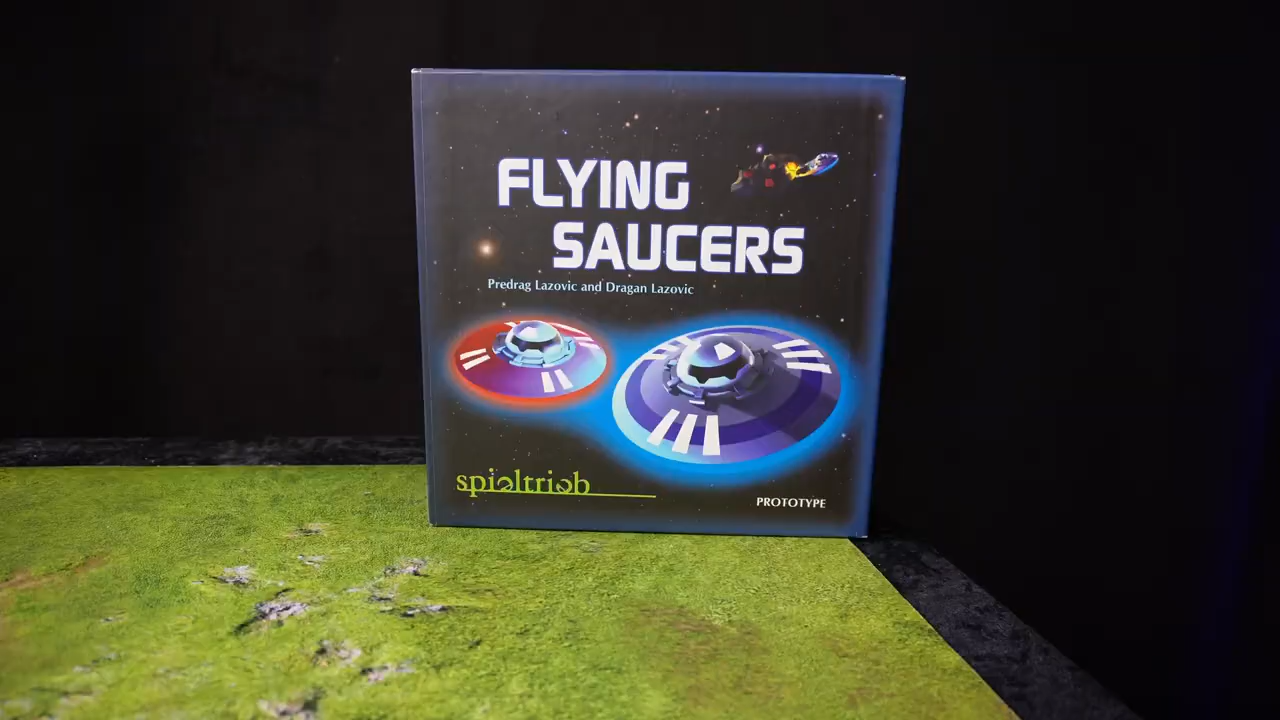 FLYING
SAUCERS
Predrag Lazovic and Dragan Lazovic
spieltrieb
PROTOTYPE